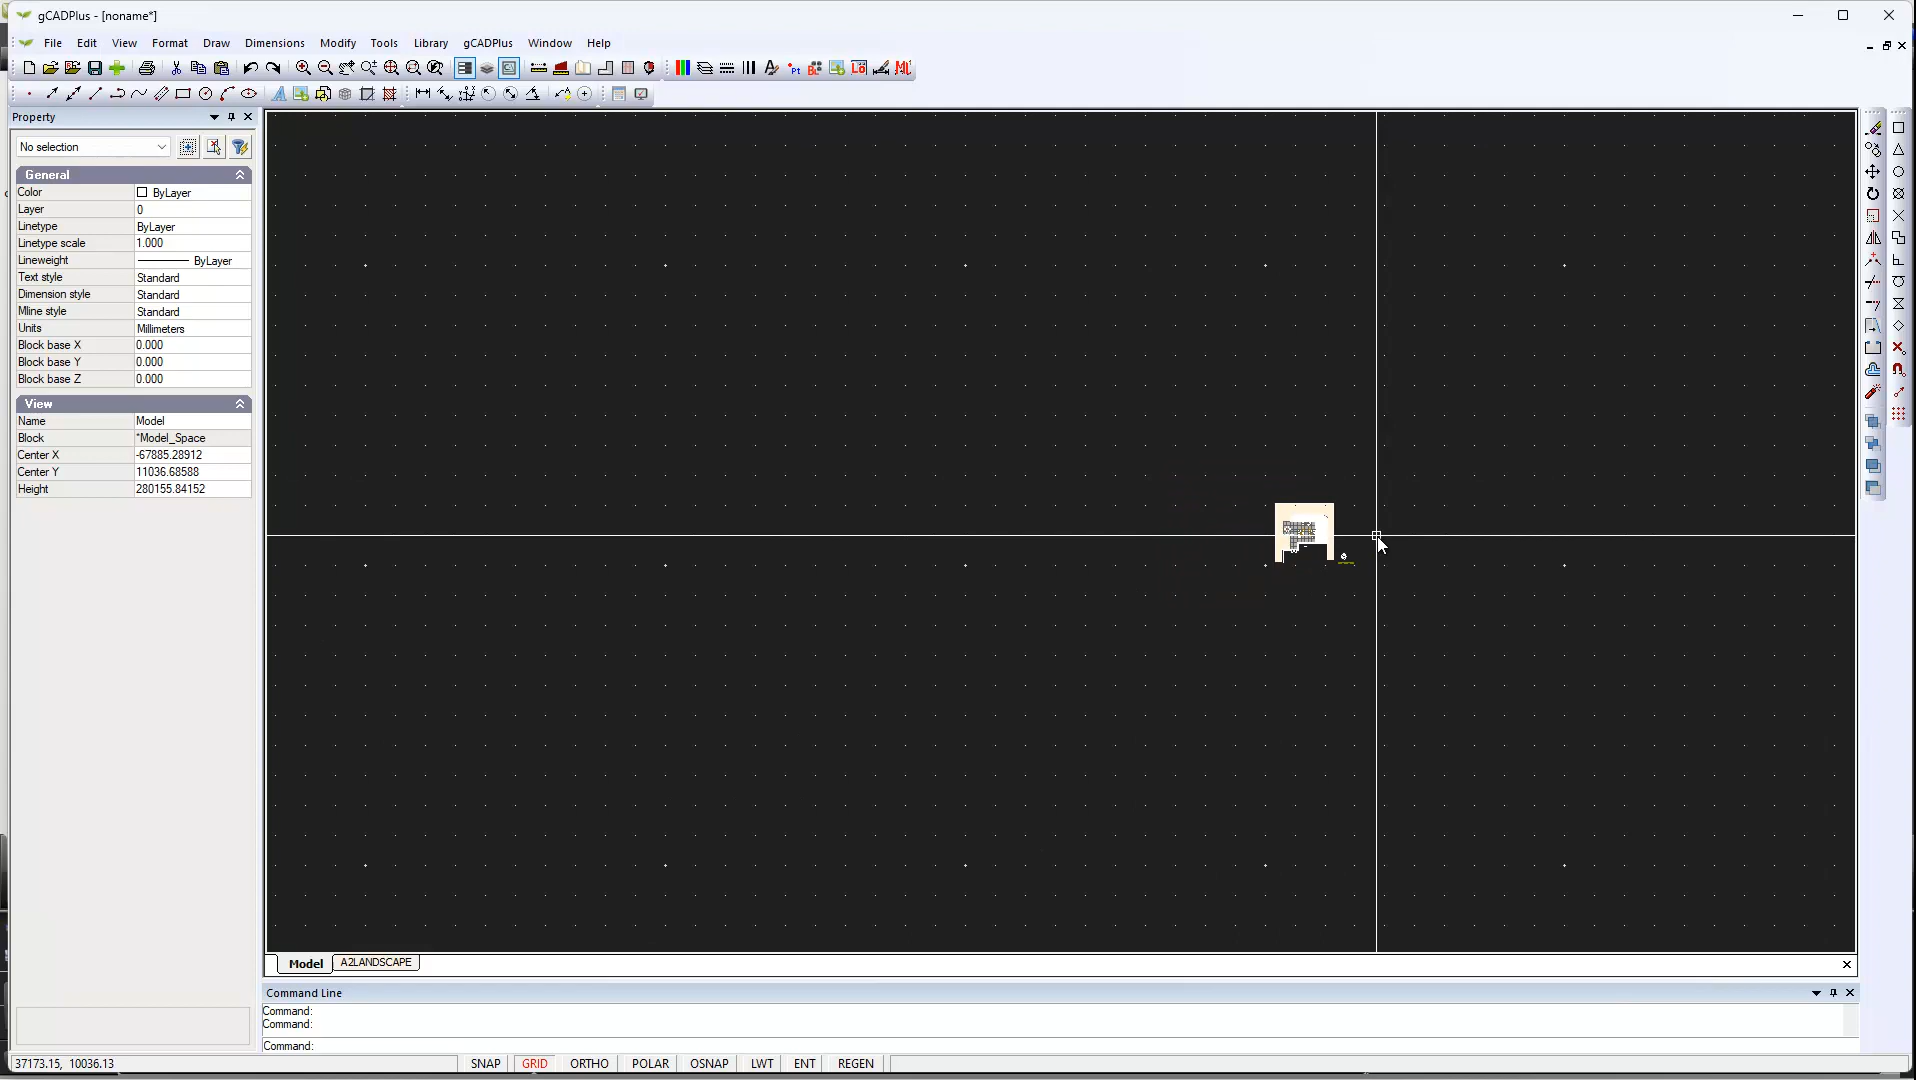 gCADPlus - [noname*]
File Edit View Format Draw Dimensions Modify Tools Library gCADPlus Window Help
Property
No selection
General
Color ByLayer
Layer 0
Linetype ByLayer
Linetype scale 1.000
Lineweight ByLayer
Text style Standard
Dimension style Standard
Mline style Standard
Units Millimeters
Block base X 0.000
Block base Y 0.000
Block base Z 0.000
View
Name Model
Block *Model_Space
Center X -67885.28912
Center Y 11036.68588
Height 280155.84152
Model A2LANDSCAPE
Command Line
Command:
Command:
Command:
37173.15, 10036.13 SNAP GRID ORTHO POLAR OSNAP LWT ENT REGEN